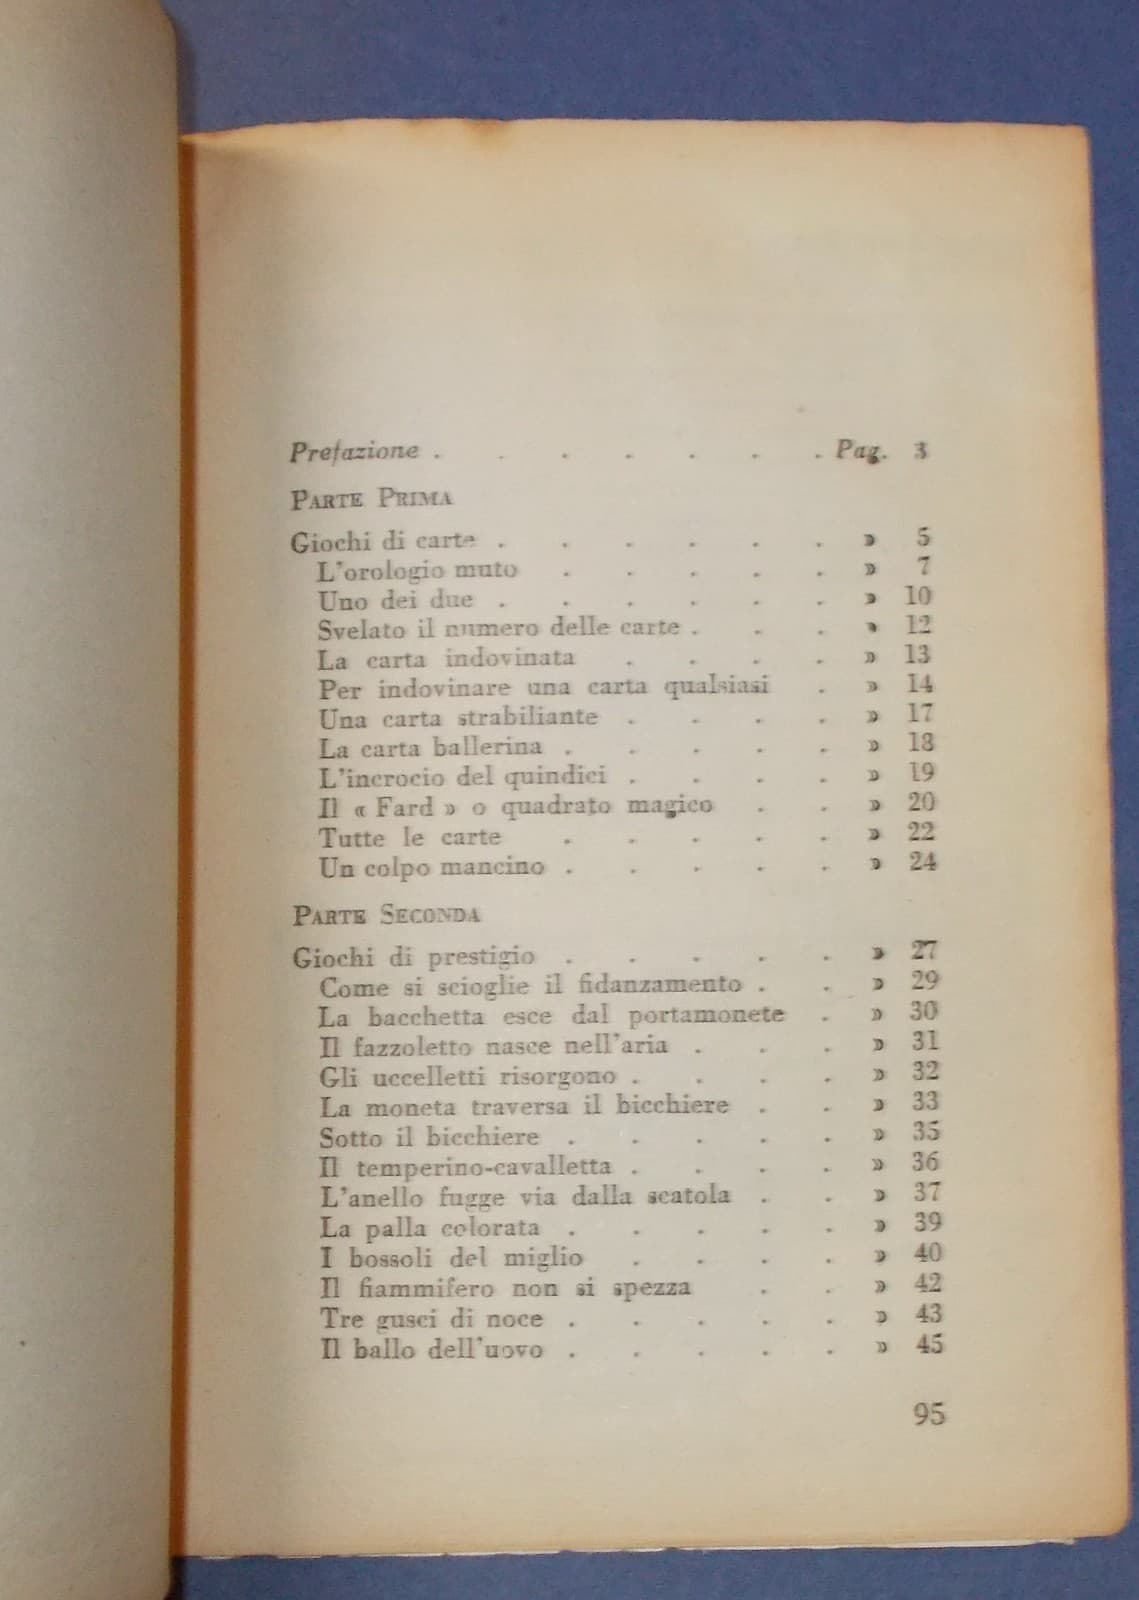 Prefazione . . . . . . . Pag. 3
PARTE PRIMA
Giochi di carte . . . . . . » 5
L'orologio muto . . . . . » 7
Uno dei due . . . . . . » 10
Svelato il numero delle carte . . . » 12
La carta indovinata . . . . » 13
Per indovinare una carta qualsiasi . » 14
Una carta strabiliante . . . . » 17
La carta ballerina . . . . . » 18
L'incrocio del quindici . . . . » 19
Il « Fard » o quadrato magico . . » 20
Tutte le carte . . . . . » 22
Un colpo mancino . . . . . » 24
PARTE SECONDA
Giochi di prestigio . . . . . » 27
Come si scioglie il fidanzamento . . » 29
La bacchetta esce dal portamonete . » 30
Il fazzoletto nasce nell'aria . . . » 31
Gli uccelletti risorgono . . . . » 32
La moneta traversa il bicchiere . . » 33
Sotto il bicchiere . . . . . » 35
Il temperino-cavalletta . . . . » 36
L'anello fugge via dalla scatola . . » 37
La palla colorata . . . . . » 39
I bossoli del miglio . . . . » 40
Il fiammifero non si spezza . . » 42
Tre gusci di noce . . . . . » 43
Il ballo dell'uovo . . . . . » 45
95